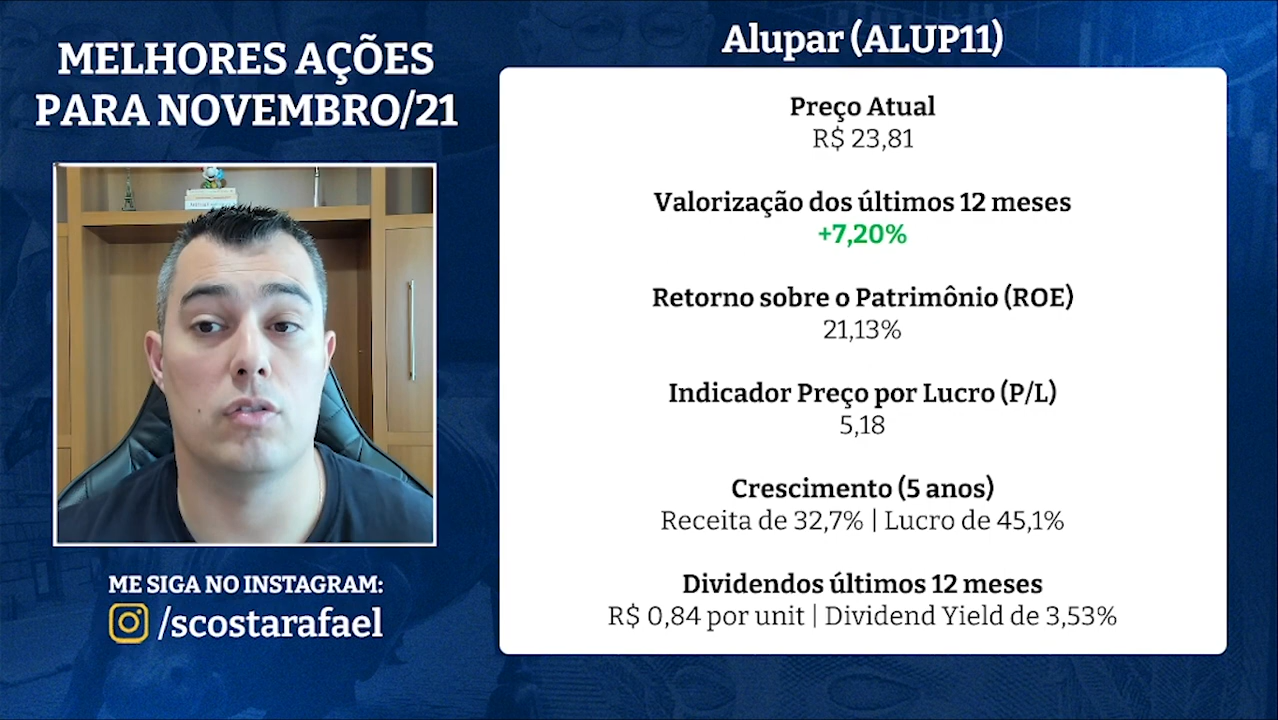 MELHORES AÇÕES
PARA NOVEMBRO/21
ME SIGA NO INSTAGRAM:
/scostarafael
Alupar (ALUP11)
Preço Atual
R$ 23,81
Valorização dos últimos 12 meses
+7,20%
Retorno sobre o Patrimônio (ROE)
21,13%
Indicador Preço por Lucro (P/L)
5,18
Crescimento (5 anos)
Receita de 32,7% | Lucro de 45,1%
Dividendos últimos 12 meses
R$ 0,84 por unit | Dividend Yield de 3,53%